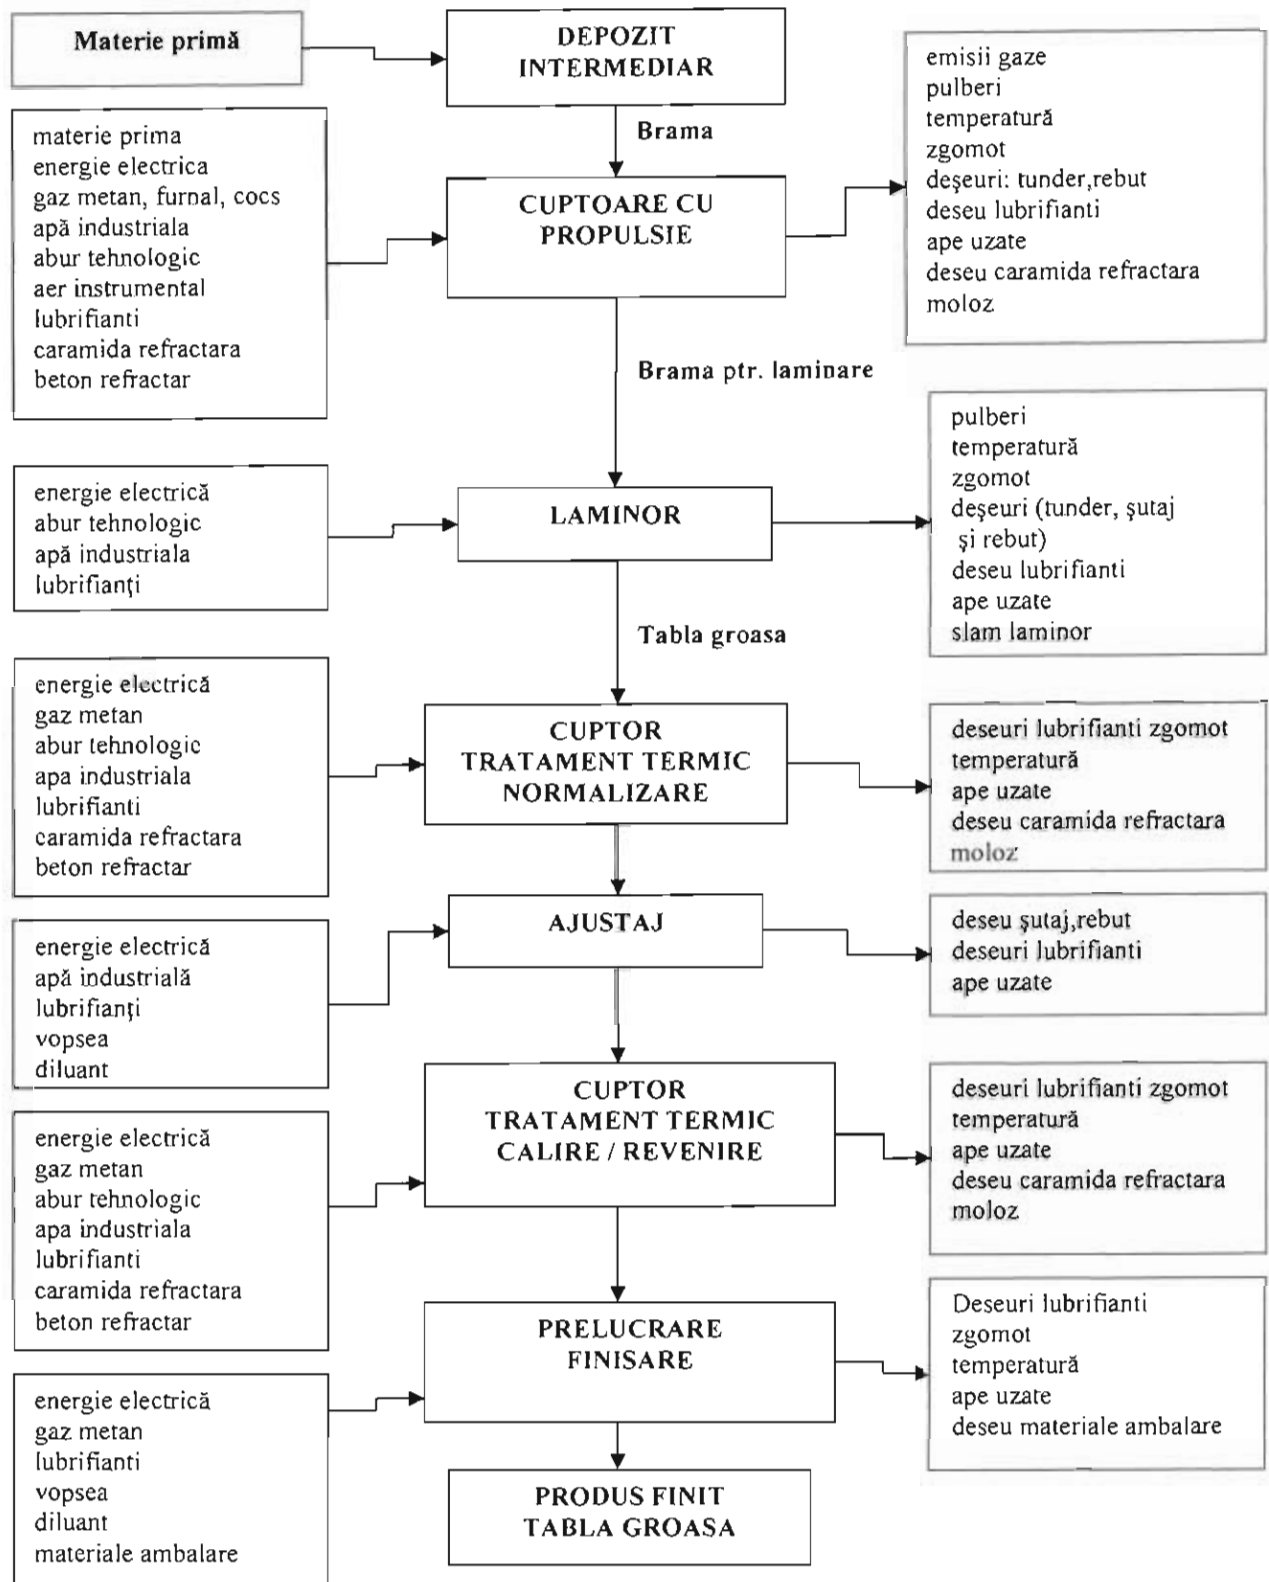 Materie primă
DEPOZIT
INTERMEDIAR
Brama
materie prima
energie electrica
gaz metan, furnal, cocs
apă industriala
abur tehnologic
aer instrumental
lubrifianti
caramida refractara
beton refractar
CUPTOARE CU
PROPULSIE
emisii gaze
pulberi
temperatură
zgomot
deşeuri: tunder,rebut
deseu lubrifianti
ape uzate
deseu caramida refractara
moloz
Brama ptr. laminare
energie electrică
abur tehnologic
apă industriala
lubrifianţi
LAMINOR
pulberi
temperatură
zgomot
deşeuri (tunder, şutaj
şi rebut)
deseu lubrifianti
ape uzate
slam laminor
Tabla groasa
energie electrică
gaz metan
abur tehnologic
apa industriala
lubrifianti
caramida refractara
beton refractar
CUPTOR
TRATAMENT TERMIC
NORMALIZARE
deseuri lubrifianti zgomot
temperatură
ape uzate
deseu caramida refractara
moloz
energie electrică
apă industrială
lubrifianţi
vopsea
diluant
AJUSTAJ
deseu şutaj,rebut
deseuri lubrifianti
ape uzate
energie electrică
gaz metan
abur tehnologic
apa industriala
lubrifianti
caramida refractara
beton refractar
CUPTOR
TRATAMENT TERMIC
CALIRE / REVENIRE
deseuri lubrifianti zgomot
temperatură
ape uzate
deseu caramida refractara
moloz
energie electrică
gaz metan
lubrifianti
vopsea
diluant
materiale ambalare
PRELUCRARE
FINISARE
Deseuri lubrifianti
zgomot
temperatură
ape uzate
deseu materiale ambalare
PRODUS FINIT
TABLA GROASA